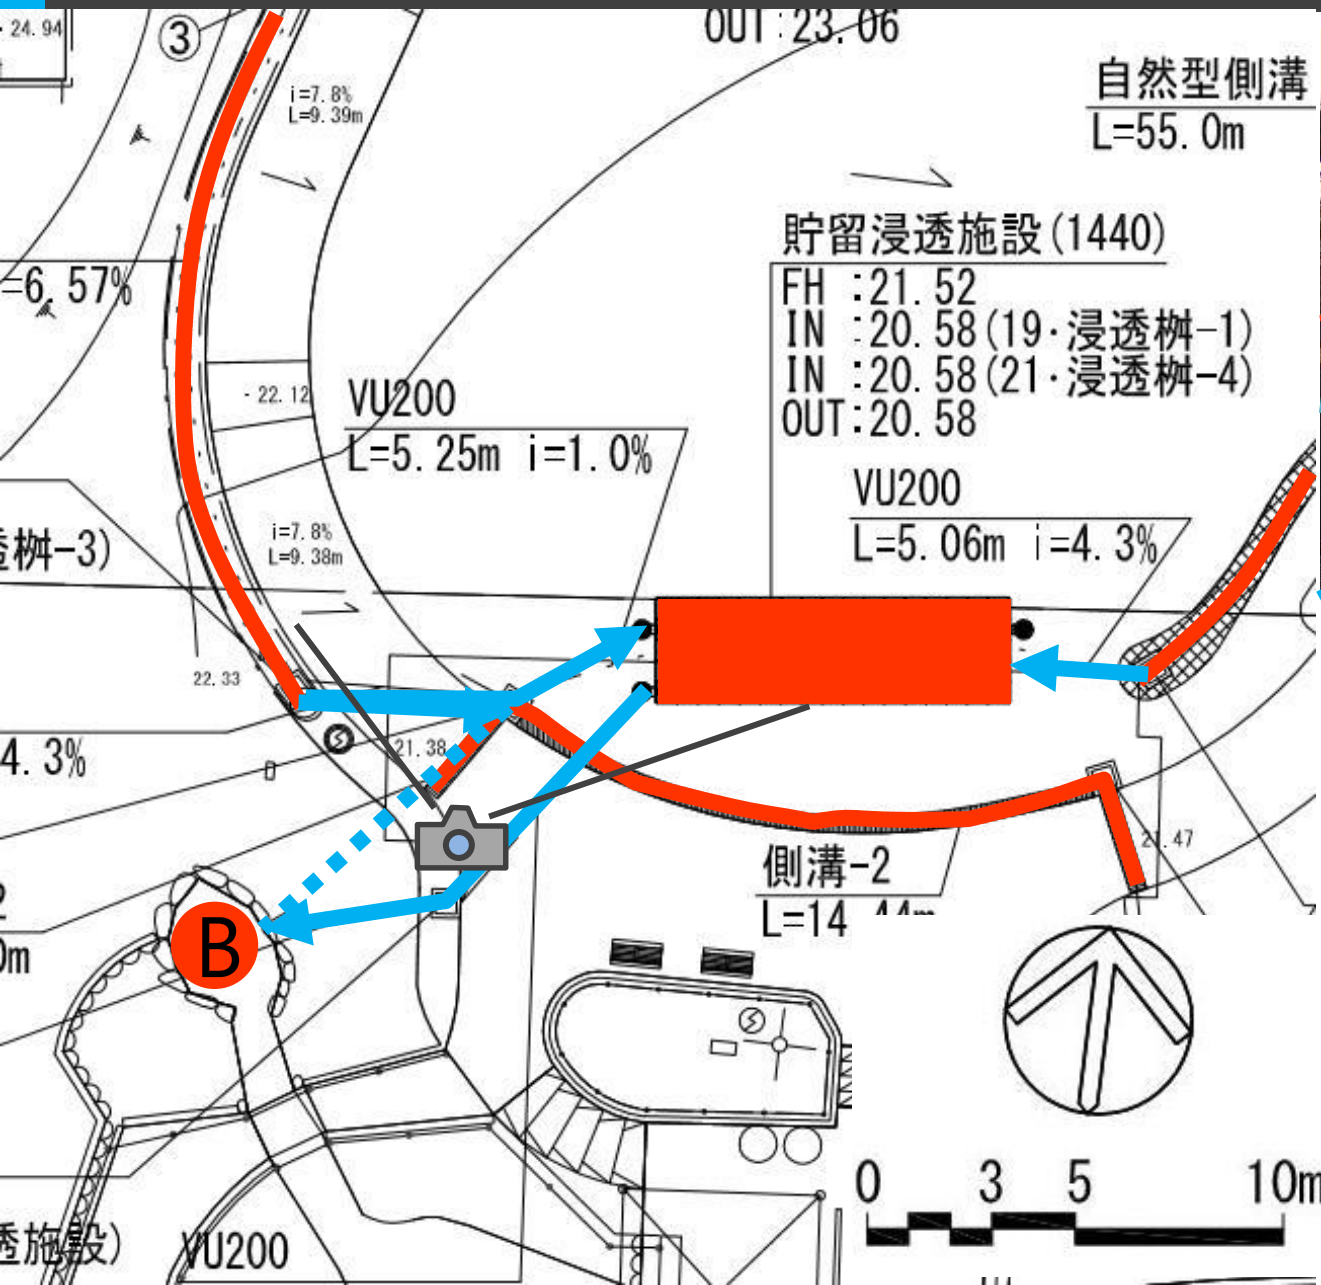 24.94
③
OUT:23.06
i=7.8%
L=9.39m
自然型側溝
L=55.0m
貯留浸透施設(1440)
FH :21.52
IN :20.58(19·浸透桝-1)
IN :20.58(21·浸透桝-4)
OUT:20.58
=6.57%
22.12
VU200
L=5.25m i=1.0%
VU200
L=5.06m i=4.3%
i=7.8%
L=9.38m
透桝-3)
22.33
4.3%
21.38
21.47
側溝-2
L=14.44m
2
0m
B
0 3 5 10m
透施設)
VU200